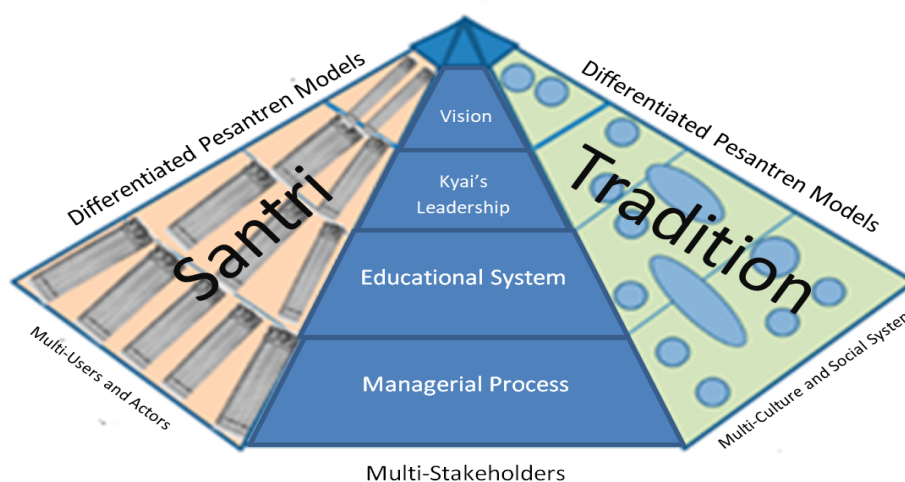 Differentiated Pesantren Models
Differentiated Pesantren Models
Vision
Kyai's
Leadership
Santri
Tradition
Educational System
Managerial Process
Multi-Users and Actors
Multi-Culture and Social System
Multi-Stakeholders